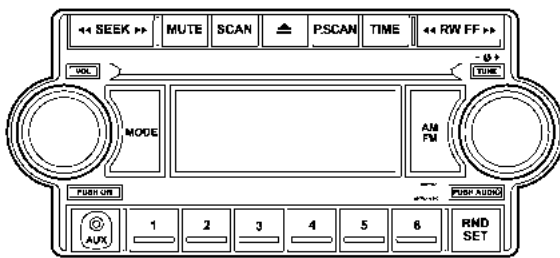 ◄◄ SEEK ►► MUTE SCAN ⏏ P.SCAN TIME ◄◄ RW FF ►►
VOL TUNE
MODE AM
FM
PUSH ON PUSH AUDIO
AUX 1 2 3 4 5 6 RND
SET